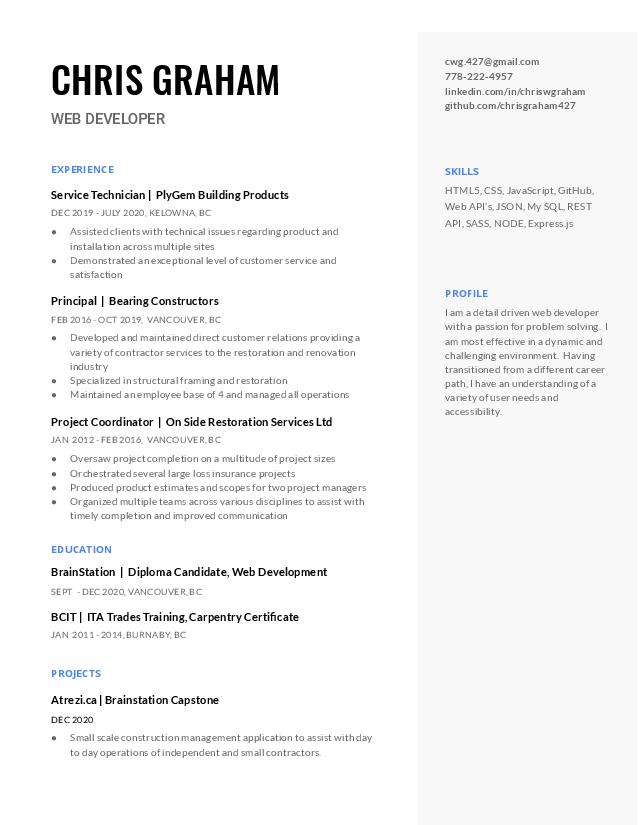 CHRIS GRAHAM
WEB DEVELOPER
EXPERIENCE
Service Technician | PlyGem Building Products
DEC 2019 - JULY 2020, KELOWNA, BC
● Assisted clients with technical issues regarding product and
installation across multiple sites
● Demonstrated an exceptional level of customer service and
satisfaction
Principal | Bearing Constructors
FEB 2016 - OCT 2019, VANCOUVER, BC
● Developed and maintained direct customer relations providing a
variety of contractor services to the restoration and renovation
industry
● Specialized in structural framing and restoration
● Maintained an employee base of 4 and managed all operations
Project Coordinator | On Side Restoration Services Ltd
JAN 2012 - FEB 2016, VANCOUVER, BC
● Oversaw project completion on a multitude of project sizes
● Orchestrated several large loss insurance projects
● Produced product estimates and scopes for two project managers
● Organized multiple teams across various disciplines to assist with
timely completion and improved communication
EDUCATION
BrainStation | Diploma Candidate, Web Development
SEPT - DEC 2020, VANCOUVER, BC
BCIT | ITA Trades Training, Carpentry Certificate
JAN 2011 - 2014, BURNABY, BC
PROJECTS
Atrezi.ca | Brainstation Capstone
DEC 2020
● Small scale construction management application to assist with day
to day operations of independent and small contractors.
cwg.427@gmail.com
778-222-4957
linkedin.com/in/chriswgraham
github.com/chrisgraham427
SKILLS
HTML5, CSS, JavaScript, GitHub,
Web API's, JSON, My SQL, REST
API, SASS, NODE, Express.js
PROFILE
I am a detail driven web developer
with a passion for problem solving. I
am most effective in a dynamic and
challenging environment. Having
transitioned from a different career
path, I have an understanding of a
variety of user needs and
accessibility.